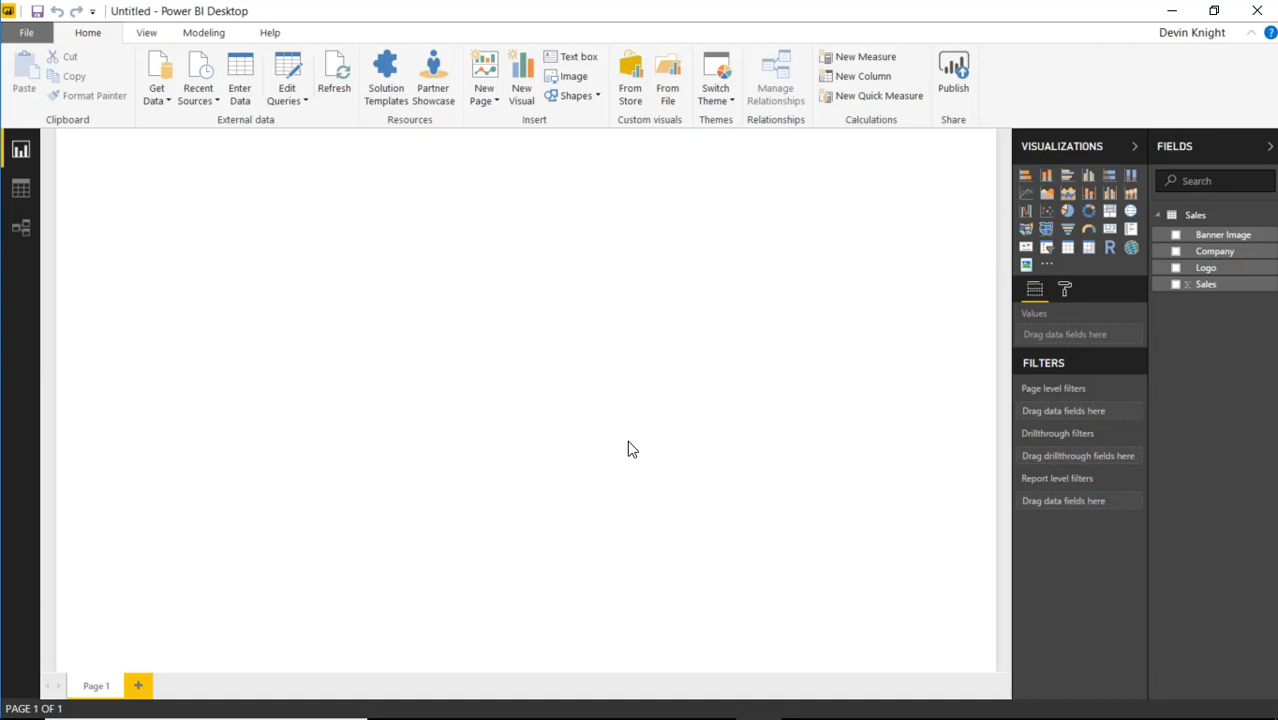 Untitled - Power BI Desktop
File
Home
View
Modeling
Help
Devin Knight
Paste
Cut
Copy
Format Painter
Clipboard
Get
Data
Recent
Sources
Enter
Data
Edit
Queries
Refresh
External data
Solution
Templates
Partner
Showcase
Resources
New
Page
New
Visual
Text box
Image
Shapes
Insert
From
Store
From
File
Custom visuals
Switch
Theme
Themes
Manage
Relationships
Relationships
New Measure
New Column
New Quick Measure
Calculations
Publish
Share
VISUALIZATIONS
R
Values
Drag data fields here
FILTERS
Page level filters
Drag data fields here
Drillthrough filters
Drag drillthrough fields here
Report level filters
Drag data fields here
FIELDS
Search
Sales
Banner Image
Company
Logo
Σ Sales
Page 1
PAGE 1 OF 1